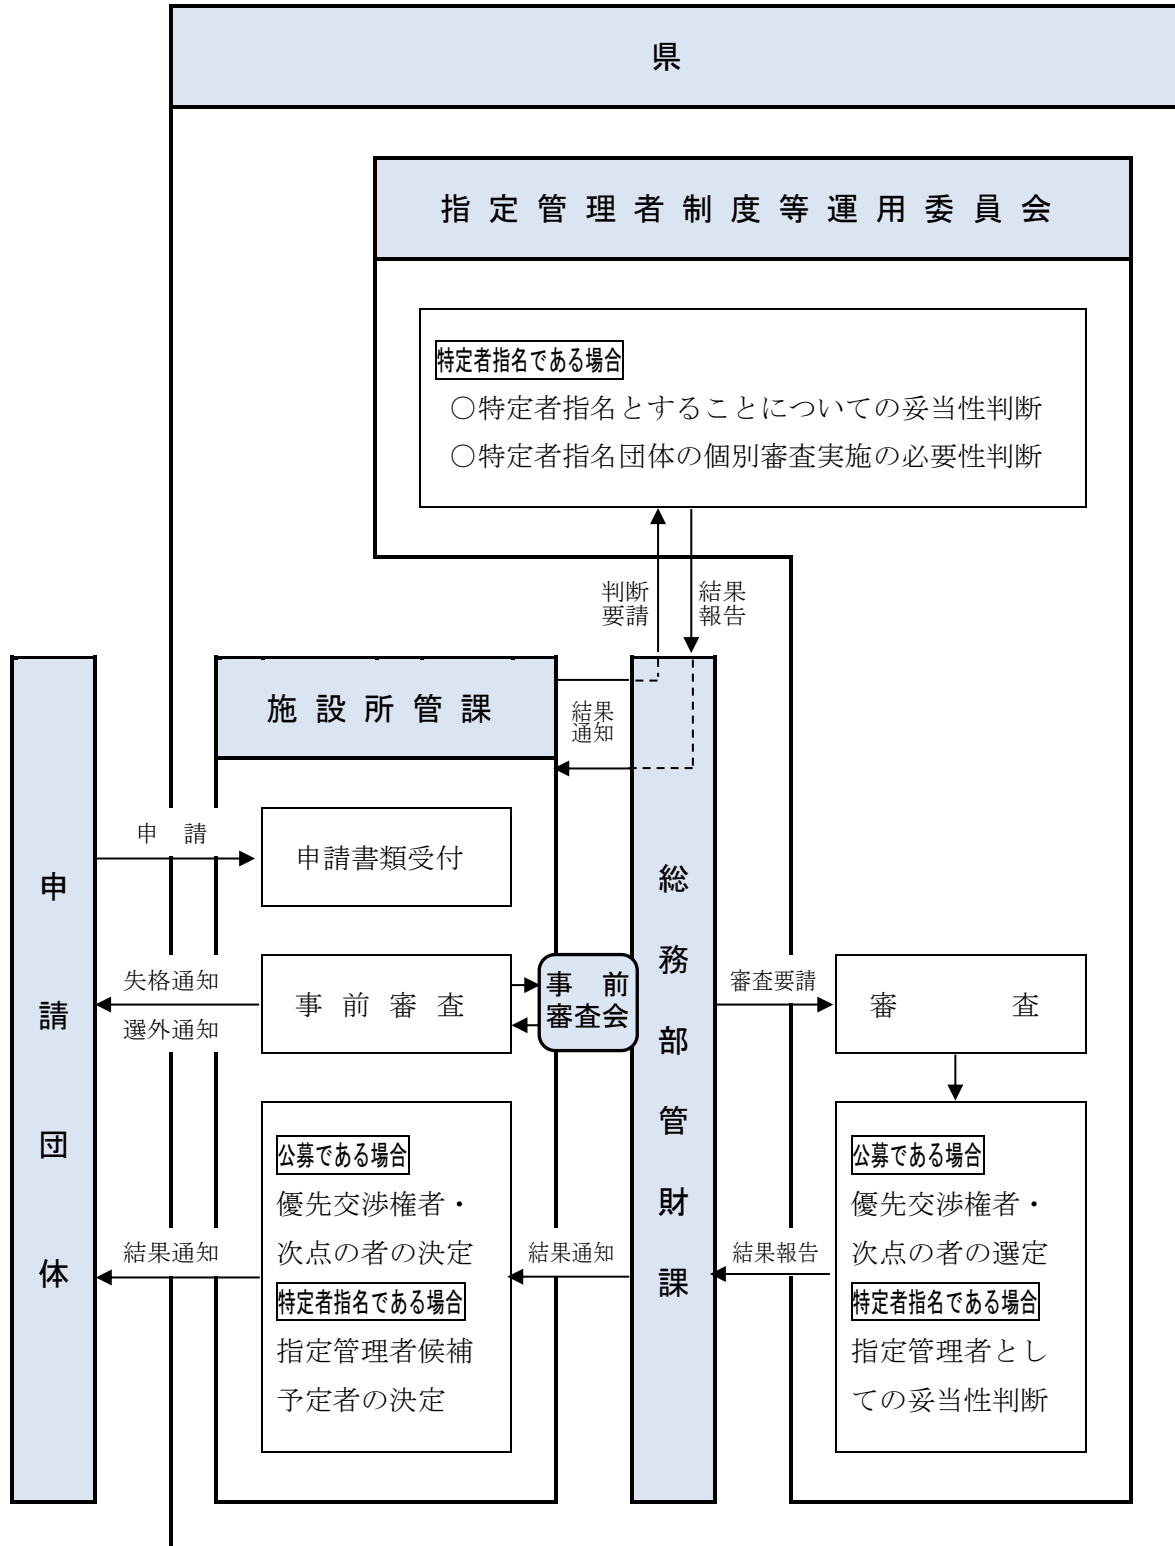 県
指定管理者制度等運用委員会
特定者指名である場合
○特定者指名とすることについての妥当性判断
○特定者指名団体の個別審査実施の必要性判断
判断
要請
結果
報告
施設所管課
結果
通知
申請団体
申　請
申請書類受付
総務部管財課
失格通知
選外通知
事前審査
事　前
審査会
審査要請
審　　査
公募である場合
優先交渉権者・
次点の者の決定
特定者指名である場合
指定管理者候補
予定者の決定
結果通知
結果通知
結果報告
公募である場合
優先交渉権者・
次点の者の選定
特定者指名である場合
指定管理者とし
ての妥当性判断